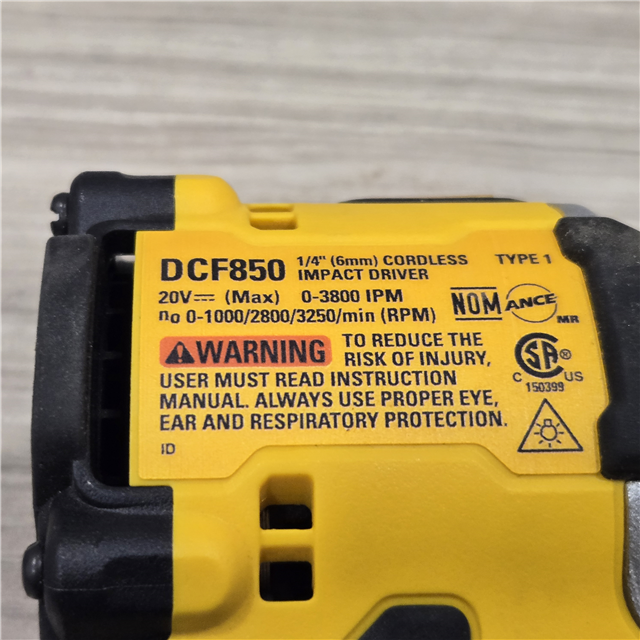 DCF850 1/4" (6mm) CORDLESS IMPACT DRIVER TYPE 1
20V⎓ (Max) 0-3800 IPM
n₀ 0-1000/2800/3250/min (RPM)
NOM ANCE MR
⚠WARNING TO REDUCE THE RISK OF INJURY,
USER MUST READ INSTRUCTION
MANUAL. ALWAYS USE PROPER EYE,
EAR AND RESPIRATORY PROTECTION.
SA®
C US
150399
ID